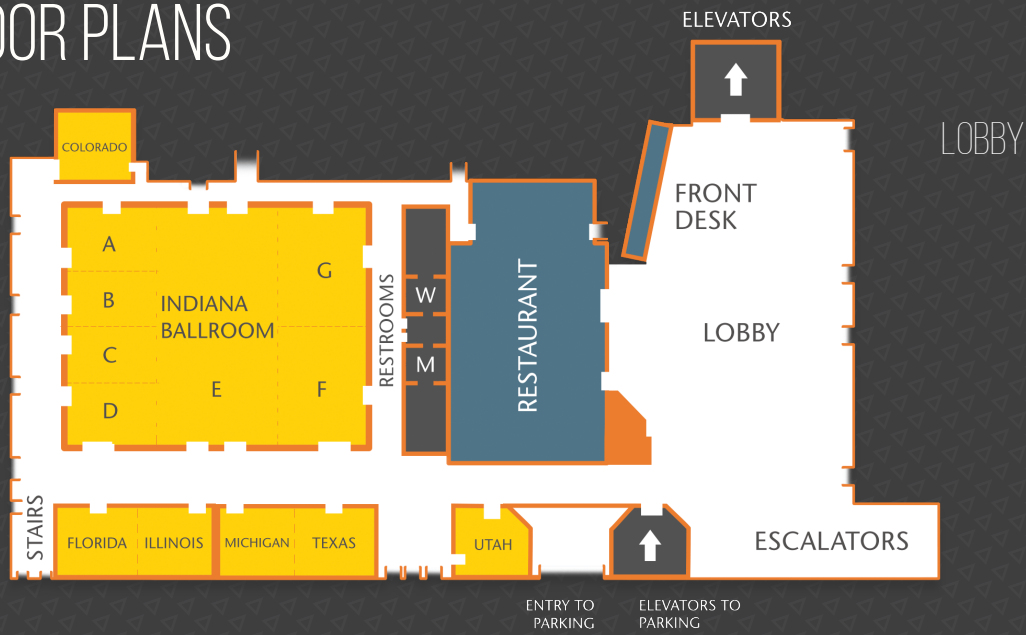 OOR PLANS
ELEVATORS
LOBBY
COLORADO
FRONT
DESK
A
B
C
D
INDIANA
BALLROOM
E
F
G
RESTROOMS
W
M
RESTAURANT
LOBBY
STAIRS
FLORIDA
ILLINOIS
MICHIGAN
TEXAS
UTAH
ESCALATORS
ENTRY TO
PARKING
ELEVATORS TO
PARKING